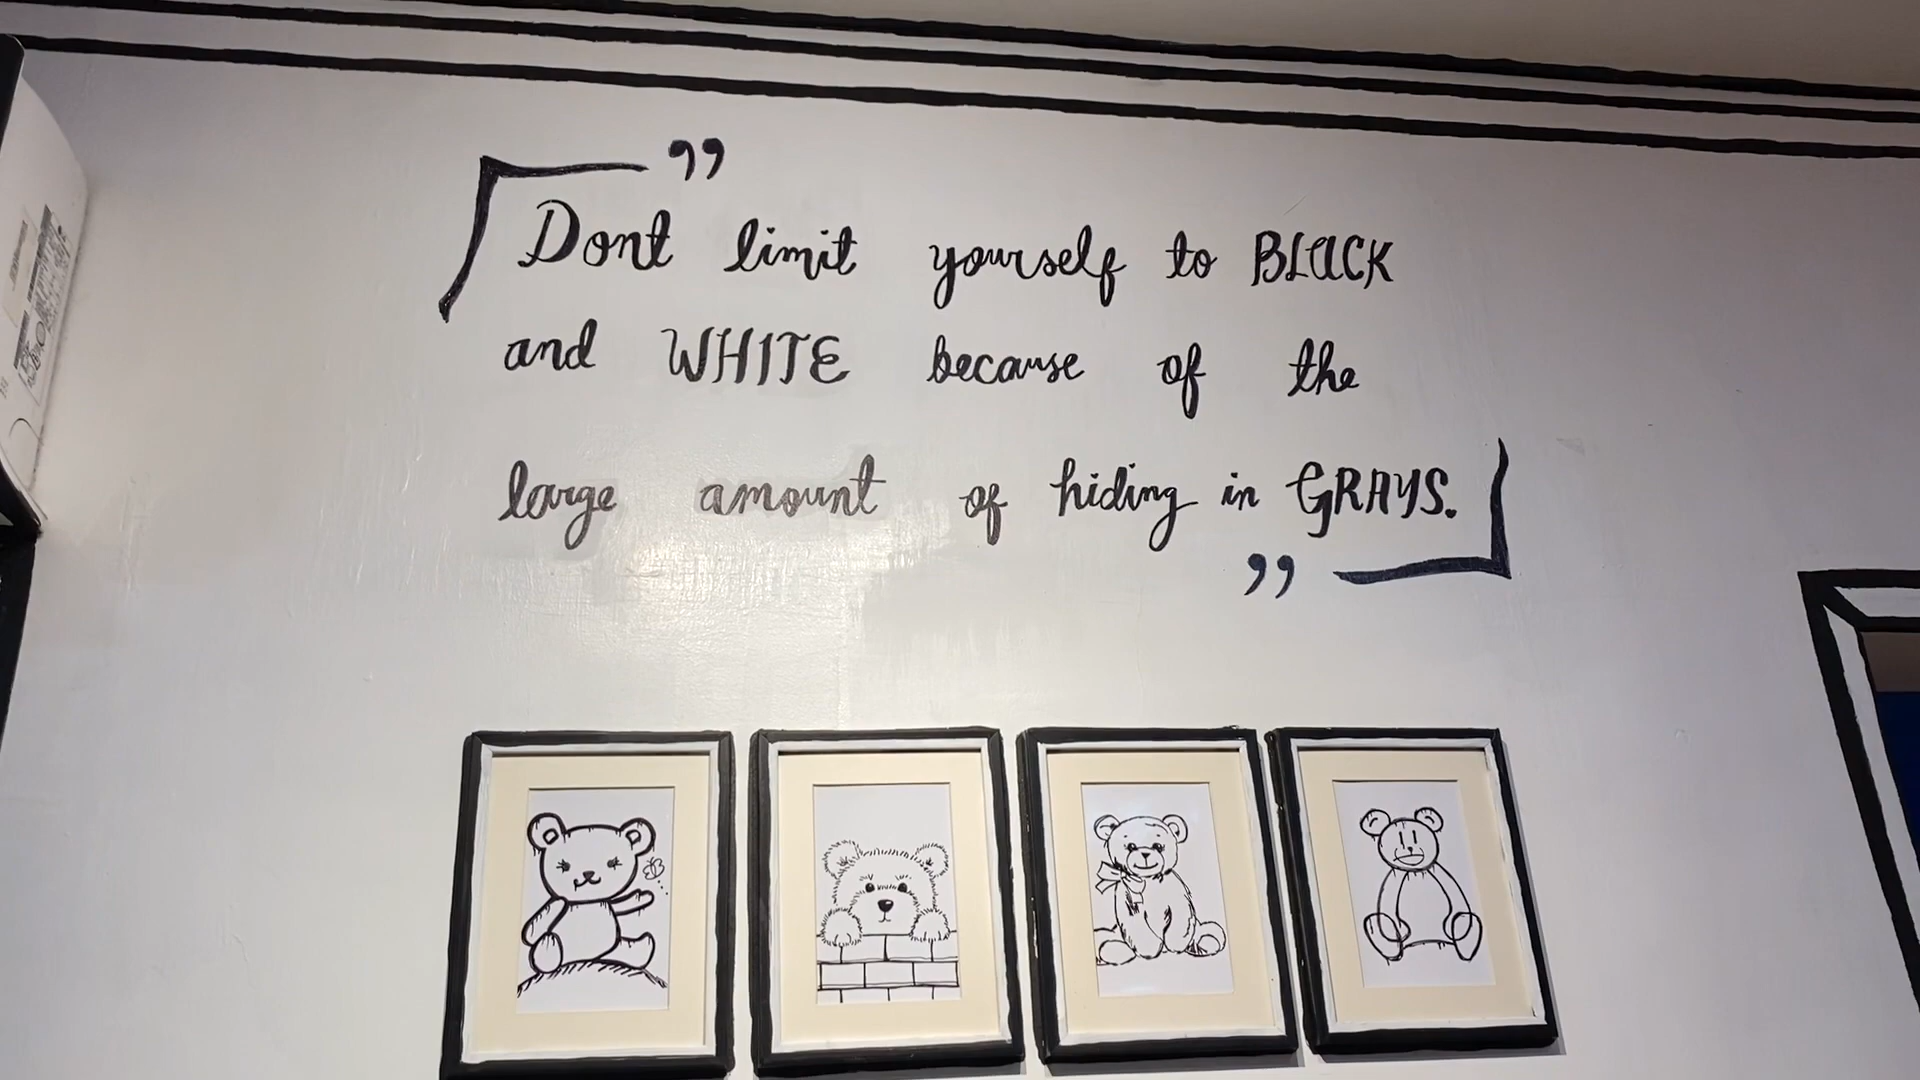 ”
Dont limit yourself to BLACK
and WHITE because of the
large amount of hiding in GRAYS.
”